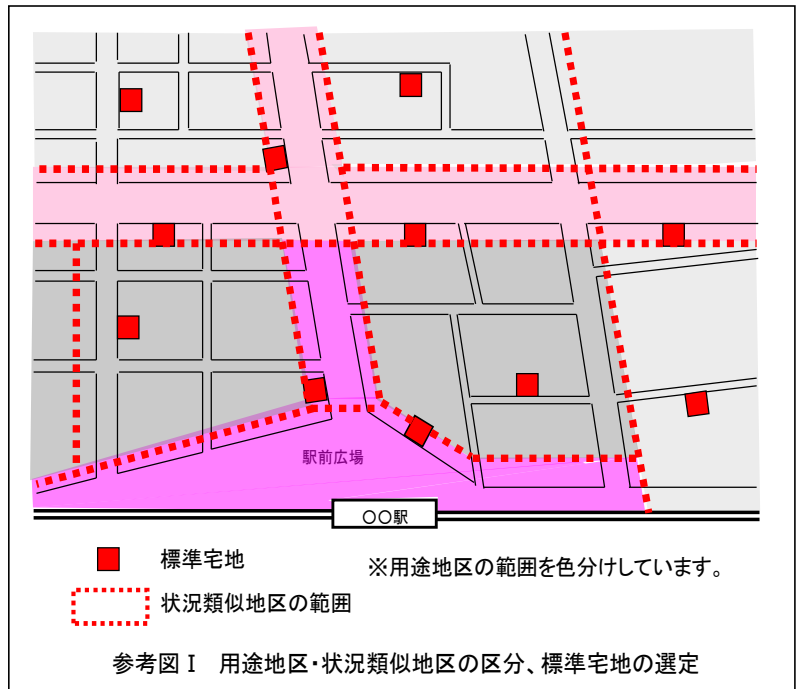 駅前広場
〇〇駅
標準宅地
※用途地区の範囲を色分けしています。
状況類似地区の範囲
参考図Ⅰ 用途地区・状況類似地区の区分、標準宅地の選定